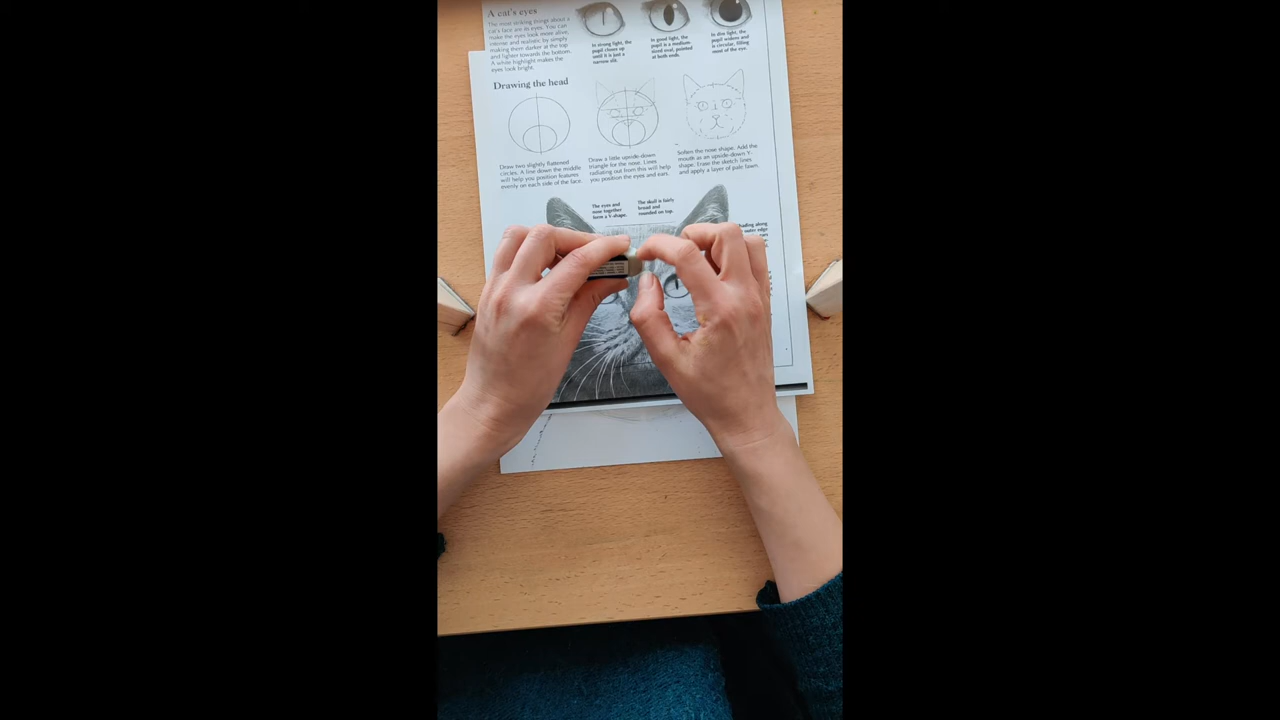 A cat's eyes
The most striking things about a
cat's face are its eyes. You can
make the eyes look more alive,
intense and realistic by simply
making them darker at the top
and lighten towards the bottom.
A white highlight makes the
eyes look bright.
In strong light, the
pupil closes up
until it is just a
narrow slit.
In good light, the
pupil is a medium
sized oval, pointed
at both ends.
In dim light, the
pupil widens and
is circular, filling
most of the eye.
Drawing the head
Draw two slightly flattened
circles. A line down the middle
will help you position features
evenly on each side of the face.
Draw a little upside-down
triangle for the nose. Lines
radiating out from this will help
you position the eyes and ears.
Soften the nose shape. Add the
mouth as an upside-down Y-
shape. Erase the sketch lines
and apply a layer of pale fawn.
The eyes and
nose together
form a V-shape.
The skull is fairly
broad and
rounded on top.
hading along
outer edge
ears